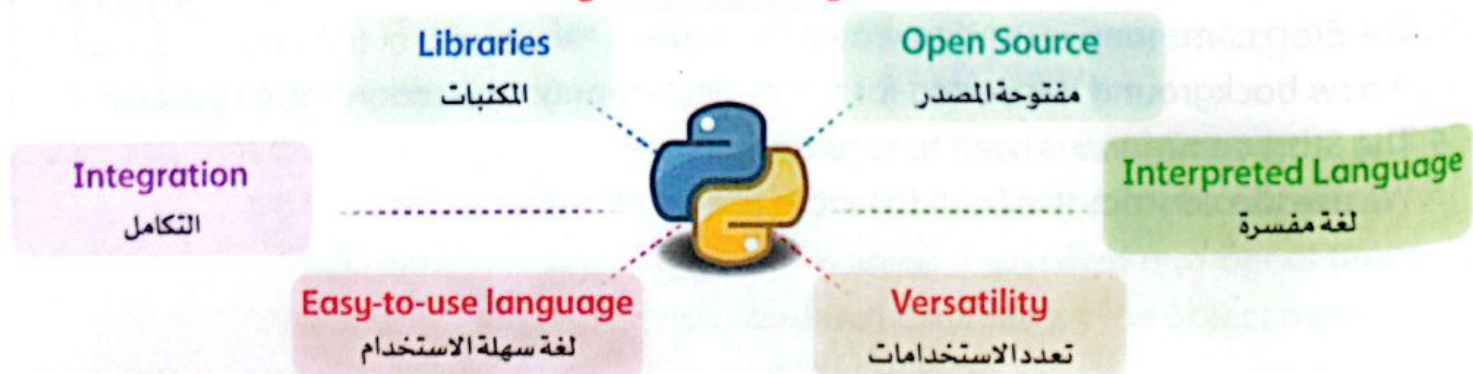 Libraries
الكتبات
Open Source
مفتوحة المصدر
Integration
التكامل
Interpreted Language
لغة مفسرة
Easy-to-use language
لغة سهلة الاستخدام
Versatility
تعدد الاستخدامات